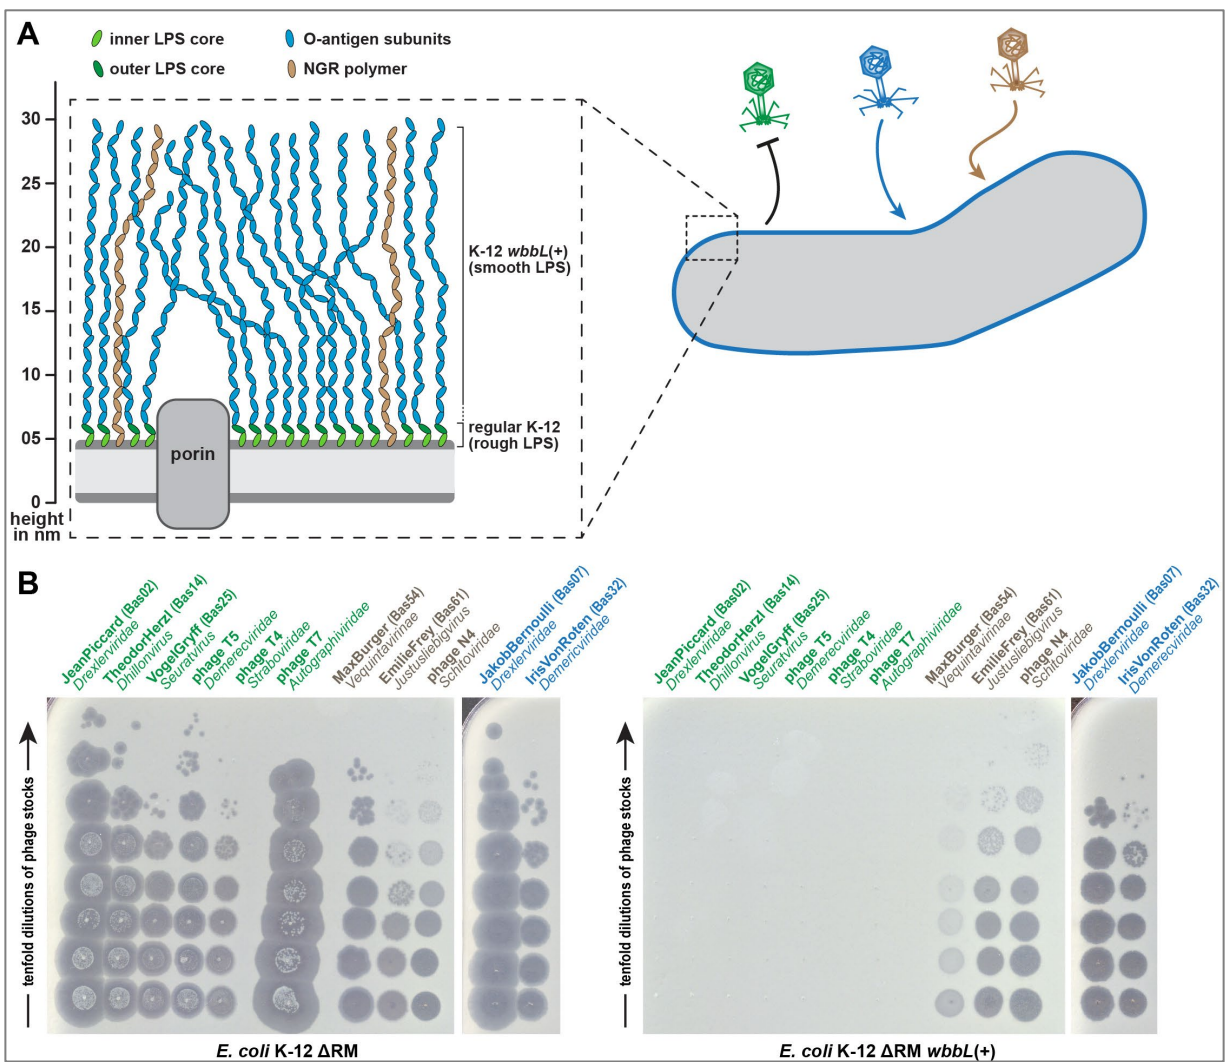 A
inner LPS core
outer LPS core
O-antigen subunits
NGR polymer
30
25
20
15
10
05
0
height
in nm
K-12 wbbL(+)
(smooth LPS)
regular K-12
(rough LPS)
porin
B
JeanPiccard (Bas02)
Drexlerviridae
TheodorHerzl (Bas14)
Dhillonvirus
VogelGryff (Bas25)
Seuratvirus
phage T5
Demerecviridae
phage T4
Straboviridae
phage T7
Autographiviridae
MaxBurger (Bas54)
Vequintavirinae
EmilieFrey (Bas61)
Justusliebigvirus
phage N4
Schitoviridae
JakobBernoulli (Bas07)
Drexlerviridae
IrisVonRoten (Bas32)
Demericviridae
tenfold dilutions of phage stocks
E. coli K-12 ΔRM
JeanPiccard (Bas02)
Drexlerviridae
TheodorHerzl (Bas14)
Dhillonvirus
VogelGryff (Bas25)
Seuratvirus
phage T5
Demerecviridae
phage T4
Straboviridae
phage T7
Autographiviridae
MaxBurger (Bas54)
Vequintavirinae
EmilieFrey (Bas61)
Justusliebigvirus
phage N4
Schitoviridae
JakobBernoulli (Bas07)
Drexlerviridae
IrisVonRoten (Bas32)
Demericviridae
tenfold dilutions of phage stocks
E. coli K-12 ΔRM wbbL(+)